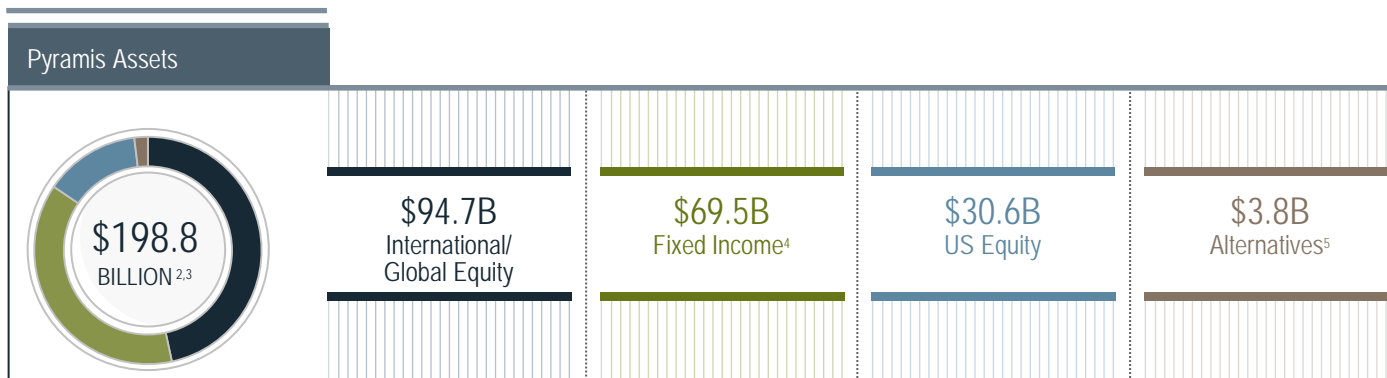 Pyramis Assets
$198.8
BILLION 2,3
$94.7B
International/
Global Equity
$69.5B
Fixed Income4
$30.6B
US Equity
$3.8B
Alternatives5